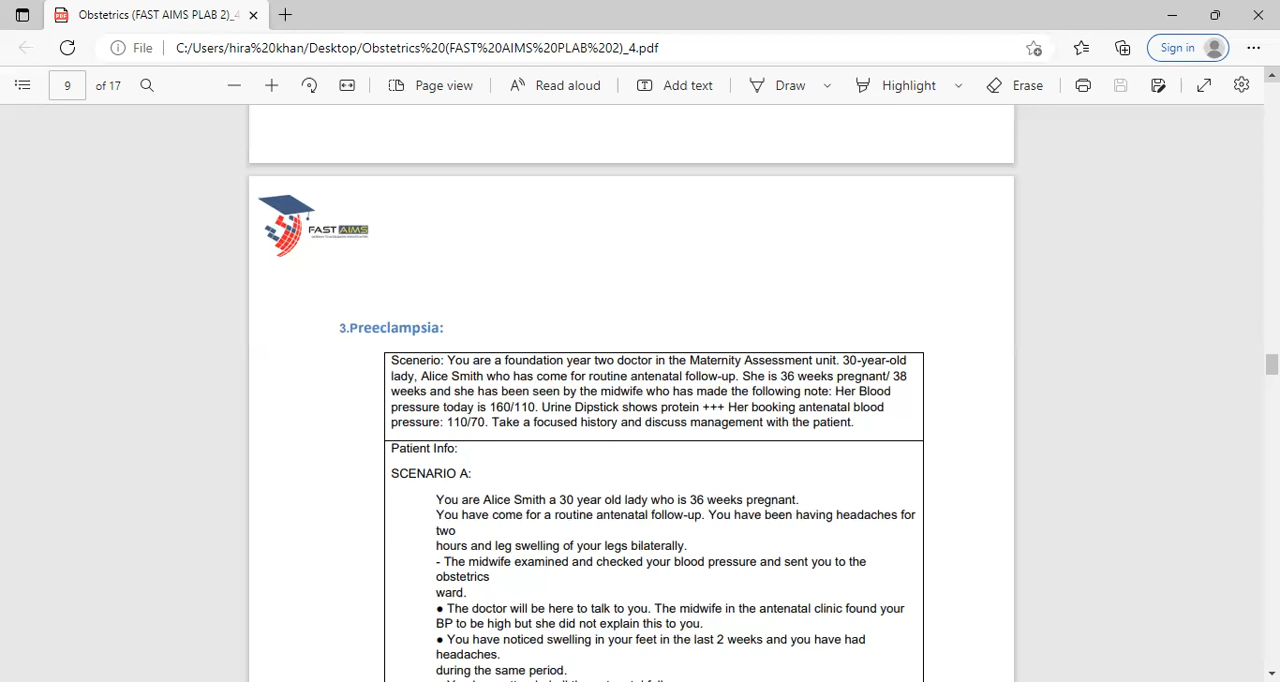 Obstetrics (FAST AIMS PLAB 2)_4
File
C:/Users/hira%20khan/Desktop/Obstetrics%20(FAST%20AIMS%20PLAB%202)_4.pdf
Sign in
9 of 17
Page view
Read aloud
Add text
Draw
Highlight
Erase
FAST AIMS
3.Preeclampsia:
Scenerio: You are a foundation year two doctor in the Maternity Assessment unit. 30-year-old
lady, Alice Smith who has come for routine antenatal follow-up. She is 36 weeks pregnant/ 38
weeks and she has been seen by the midwife who has made the following note: Her Blood
pressure today is 160/110. Urine Dipstick shows protein +++ Her booking antenatal blood
pressure: 110/70. Take a focused history and discuss management with the patient.
Patient Info:
SCENARIO A:
You are Alice Smith a 30 year old lady who is 36 weeks pregnant.
You have come for a routine antenatal follow-up. You have been having headaches for
two
hours and leg swelling of your legs bilaterally.
- The midwife examined and checked your blood pressure and sent you to the
obstetrics
ward.
● The doctor will be here to talk to you. The midwife in the antenatal clinic found your
BP to be high but she did not explain this to you.
● You have noticed swelling in your feet in the last 2 weeks and you have had
headaches.
during the same period.